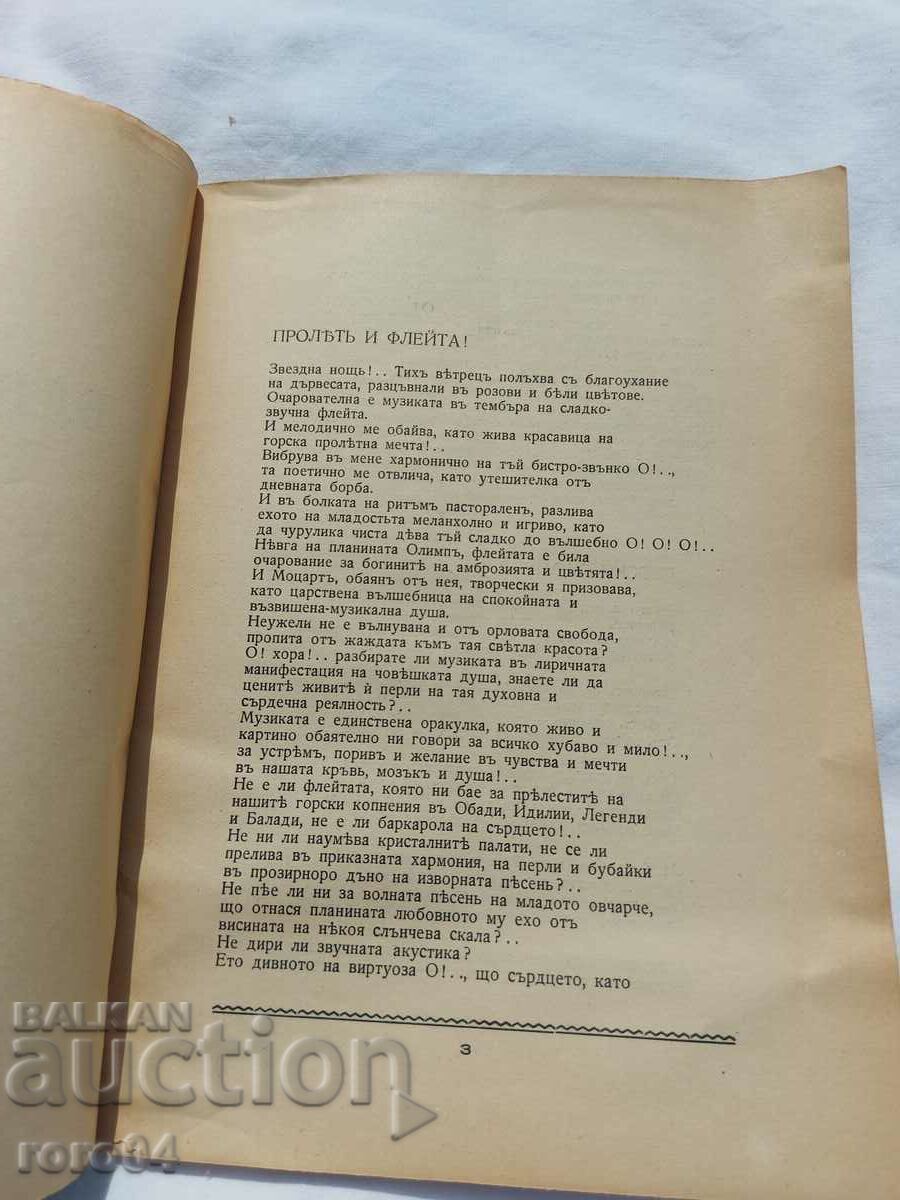 ПРОЛѢТЬ И ФЛЕЙТА!
Звездна нощь!.. Тихъ вѣтрецъ полъхва съ благоухание
на дървесата, разцъвнали въ розови и бѣли цвѣтове.
Очарователна е музиката въ тембъра на сладко-
звучна флейта.
И мелодично ме обайва, като жива красавица на
горска пролѣтна мечта!..
Вибрува въ мене хармонично на тъй бистро-звънко О!..,
та поетично ме отвлича, като утешителка отъ
дневната борба.
И въ болката на ритъмъ пастораленъ, разлива
ехото на младостьта меланхолно и игриво, като
да чурулика чиста дѣва тъй сладко до вълшебно О! О! О!..
Нѣвга на планината Олимпъ, флейтата е била
очарование за богинитѣ на амброзията и цвѣтята!..
И Моцартъ, обаянъ отъ нея, творчески я призовава,
като царствена вълшебница на спокойната и
възвишена-музикална душа.
Неужели не е вълнувана и отъ орловата свобода,
пропита отъ жаждата къмъ тая свѣтла красота?
О! хора!.. разбирате ли музиката въ лиричната
манифестация на човѣшката душа, знаете ли да
ценитѣ живитѣ ѝ перли на тая духовна и
сърдечна реялность?..
Музиката е единствена оракулка, която живо и
картино обаятелно ни говори за всичко хубаво и мило!..,
за устрѣмъ, поривъ и желание въ чувства и мечти
въ нашата кръвь, мозъкъ и душа!..
Не е ли флейтата, която ни бае за прѣлеститѣ на
нашитѣ горски копнения въ Обади, Идилии, Легенди
и Балади, не е ли баркарола на сърдцето!..
Не ни ли наумѣва кристалнитѣ палати, не се ли
прелива въ приказната хармония, на перли и бубайки
въ прозирноро дъно на изворната пѣсень?..
Не пѣе ли ни за волната пѣсень на младото овчарче,
що отнася планината любовното му ехо отъ
висината на нѣкоя слънчева скала?..
Не дири ли звучната акустика?
Ето дивното на виртуоза О!.., що сърдцето, като
3
BALKAN
auction
roro94